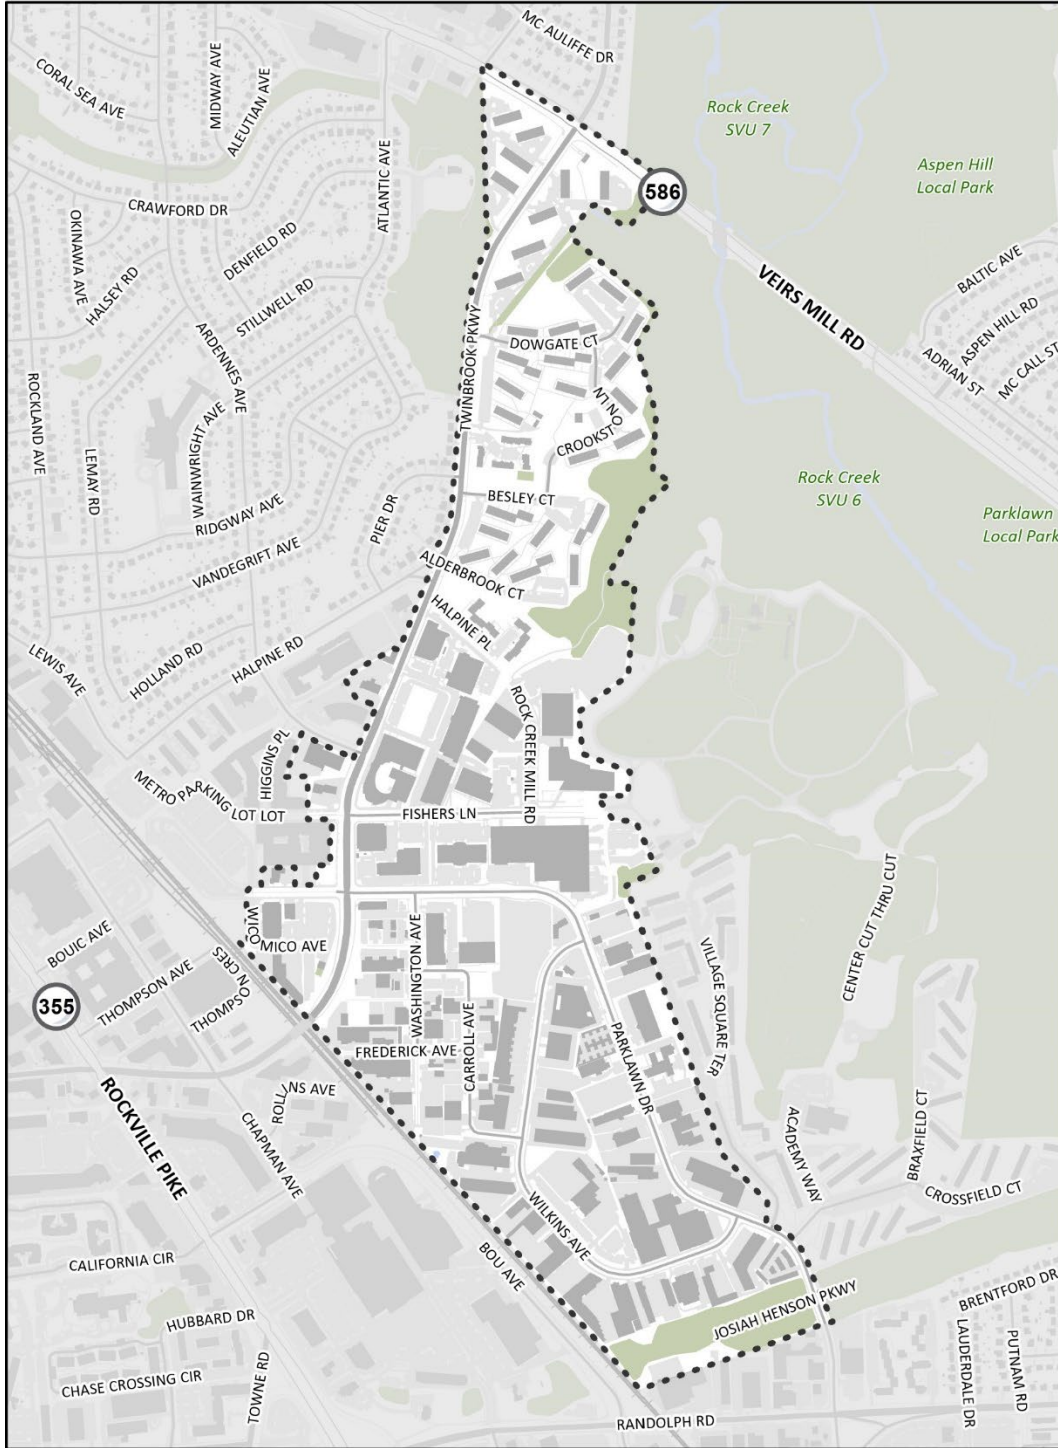 MC AULIFFE DR
CORAL SEA AVE
MIDWAY AVE
ALEUTIAN AVE
Rock Creek
SVU 7
Aspen Hill
Local Park
ATLANTIC AVE
586
CRAWFORD DR
OKINAWA AVE
HALSEY RD
DENFIELD RD
STILLWELL RD
BALTIC AVE
ASPEN HILL RD
ADRIAN ST
MC CALL ST
VEIRS MILL RD
ARDENNES AVE
TWINBROOK PKWY
DOWGATE CT
ROCKLAND AVE
LEMAY RD
WAINWRIGHT AVE
CROOKST
ON LN
Rock Creek
SVU 6
Parklawn
Local Park
RIDGWAY AVE
PIER DR
BESLEY CT
VANDEGRIFT AVE
ALDERBROOK CT
HALPINE PL
LEWIS AVE
HOLLAND RD
HALPINE RD
ROCK CREEK MILL RD
HIGGINS PL
METRO PARKING
LOT LOT
FISHERS LN
CENTER CUT THRU CUT
WICO
MICO AVE
BOUIC AVE
THOMPSON AVE
THOMPSO
N CRES
WASHINGTON AVE
CARROLL AVE
VILLAGE SQUARE TER
355
FREDERICK AVE
PARKLAWN DR
ROLLI
NS AVE
ROCKVILLE PIKE
CHAPMAN AVE
ACADEMY WAY
BRAXFIELD CT
CROSSFIELD CT
WILKINS AVE
BOU AVE
CALIFORNIA CIR
JOSIAH HENSON PKWY
BRENTFORD DR
HUBBARD DR
LAUDERDALE DR
PUTNAM RD
CHASE CROSSING CIR
TOWNE RD
RANDOLPH RD